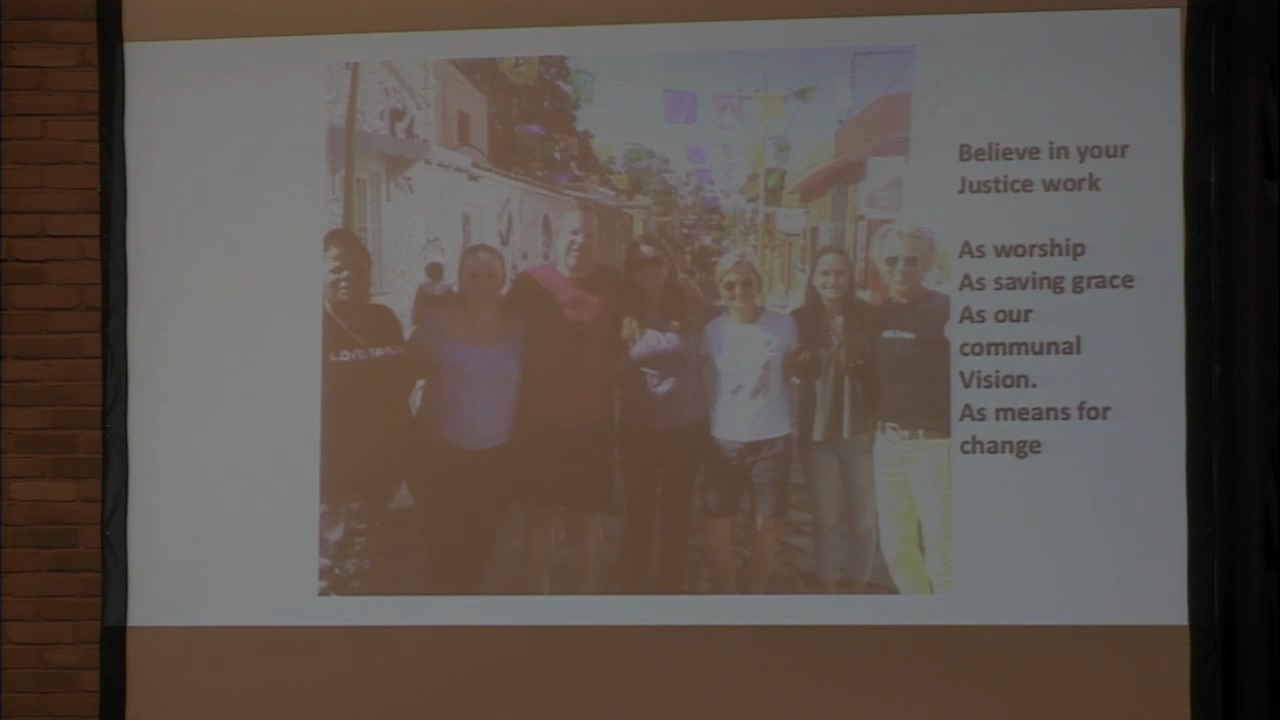 Believe in your
Justice work
As worship
As saving grace
As our
communal
Vision.
As means for
change